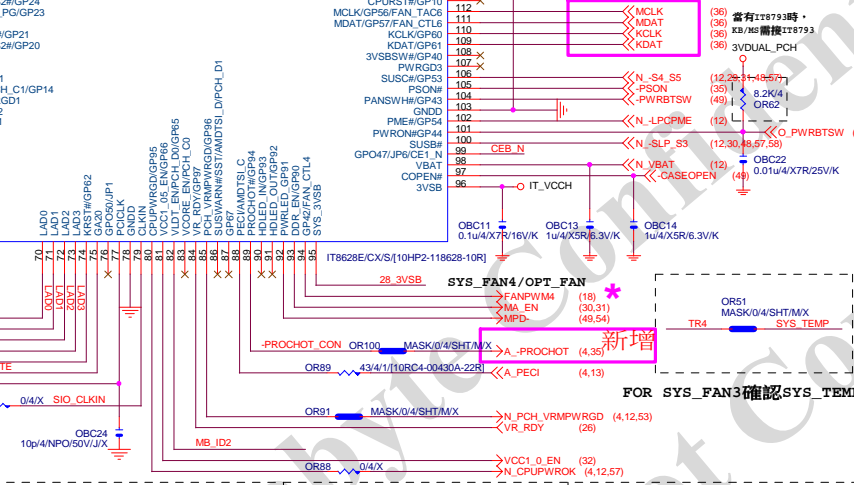 2#/GP24
PG/GP23
#/GP21
2#/GP20
H_C1/GP14
RGD1
CPURST#/GP10
MCLK/GP56/FAN_TAC6 112 MCLK (36)
MDAT/GP57/FAN_CTL6 111 MDAT (36)
KCLK/GP60 110 KCLK (36)
KDAT/GP61 109 KDAT (36)
當有IT8793時，
KB/MS需接IT8793
3VSBSW#/GP40 108
PWRGD3 107
SUSC#/GP53 106 N_-S4_S5 (12,29,31,48,57)
PSON# 105 -PSON (35)
PANSWH#/GP43 104 -PWRBTSW (49)
GNDD 103
PME#/GP54 102 N_-LPCPME (12)
PWRON#GP44 101
SUSB# 100 N_-SLP_S3 (12,30,48,57,58)
GPO47/JP6/CE1_N 99 CEB_N
VBAT 98 N_VBAT (12)
COPEN# 97 -CASEOPEN (49)
3VSB 96 IT_VCCH
3VDUAL_PCH
8.2K/4
OR62
O_PWRBTSW
OBC22
0.01u/4/X7R/25V/K
OBC11
0.1u/4/X7R/16V/K
OBC13
1u/4/X5R/6.3V/K
OBC14
1u/4/X5R/6.3V/K
LAD0
LAD1
LAD2
LAD3
KRST#/GP62
GA20
GPO50/JP1
PCICLK
GNDD
CLKIN
CPUPWRGD/GP95
VCC1_05_EN/GP66
VLDT_EN/PCH_D0/GP65
VCORE_EN/PCH_C0
VR_RDY/GP97
PCH_VRMPWRGD/GP96
SUSWARN#/SST/AMDTSI_D/PCH_D1
GP67
PECI/AMDTSI_C
PROCHOT#/GP94
HDLED_IN/GP93
HDLED_OUT/GP92
PWRLED_GP91
DDR_EN/GP90
GP42/FAN_CTL4
SYS_3VSB
70 71 72 73 74 75 76 77 78 79 80 81 82 83 84 85 86 87 88 89 90 91 92 93 94 95
IT8628E/CX/S/[10HP2-118628-10R]
LAD0
LAD1
LAD2
LAD3
28_3VSB
SYS_FAN4/OPT_FAN
FANPWM4 (18) *
MA_EN (30,31)
MPD- (49,54)
新增
-PROCHOT_CON OR100 MASK/0/4/SHT/M/X A_-PROCHOT (4,35)
OR89 43/4/1/[10RC4-00430A-22R] A_PECI (4,13)
OR51
MASK/0/4/SHT/M/X
TR4 SYS_TEMP
FOR SYS_FAN3確認SYS_TEM
TE
0/4/X SIO_CLKIN
OR91 MASK/0/4/SHT/M/X N_PCH_VRMPWRGD (4,12,53)
VR_RDY (26)
OBC24
10p/4/NPO/50V/J/X
MB_ID2
VCC1_0_EN (32)
OR88 0/4/X N_CPUPWROK (4,12,57)